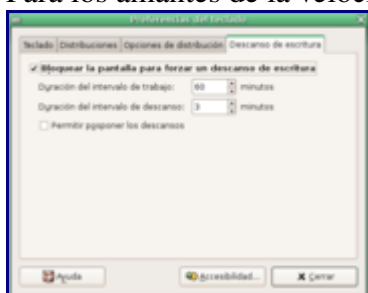 Para los amantes de la veloci
Preferencias del teclado
Teclado Distribuciones Opciones de distribución Descanso de escritura
Bloquear la pantalla para forzar un descanso de escritura
Duración del intervalo de trabajo: 60 minutos
Duración del intervalo de descanso: 3 minutos
Permitir posponer los descansos
Ayuda Accesibilidad... Cerrar